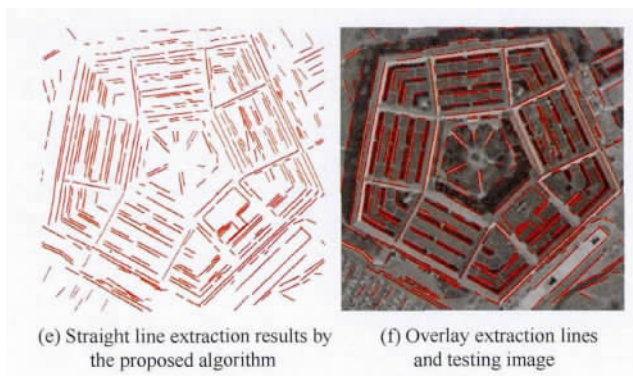 (e) Straight line extraction results by
the proposed algorithm
(f) Overlay extraction lines
and testing image